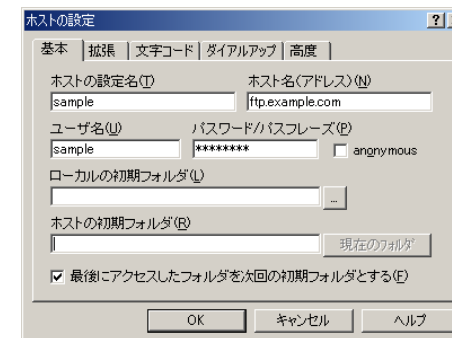 ホストの設定
?
基本 拡張 文字コード ダイアルアップ 高度
ホストの設定名(T) ホスト名(アドレス)(N)
sample ftp.example.com
ユーザ名(U) パスワード/パスフレーズ(P)
sample ******** anonymous
ローカルの初期フォルダ(L)
...
ホストの初期フォルダ(R)
現在のフォルダ
最後にアクセスしたフォルダを次回の初期フォルダとする(F)
OK キャンセル ヘルプ